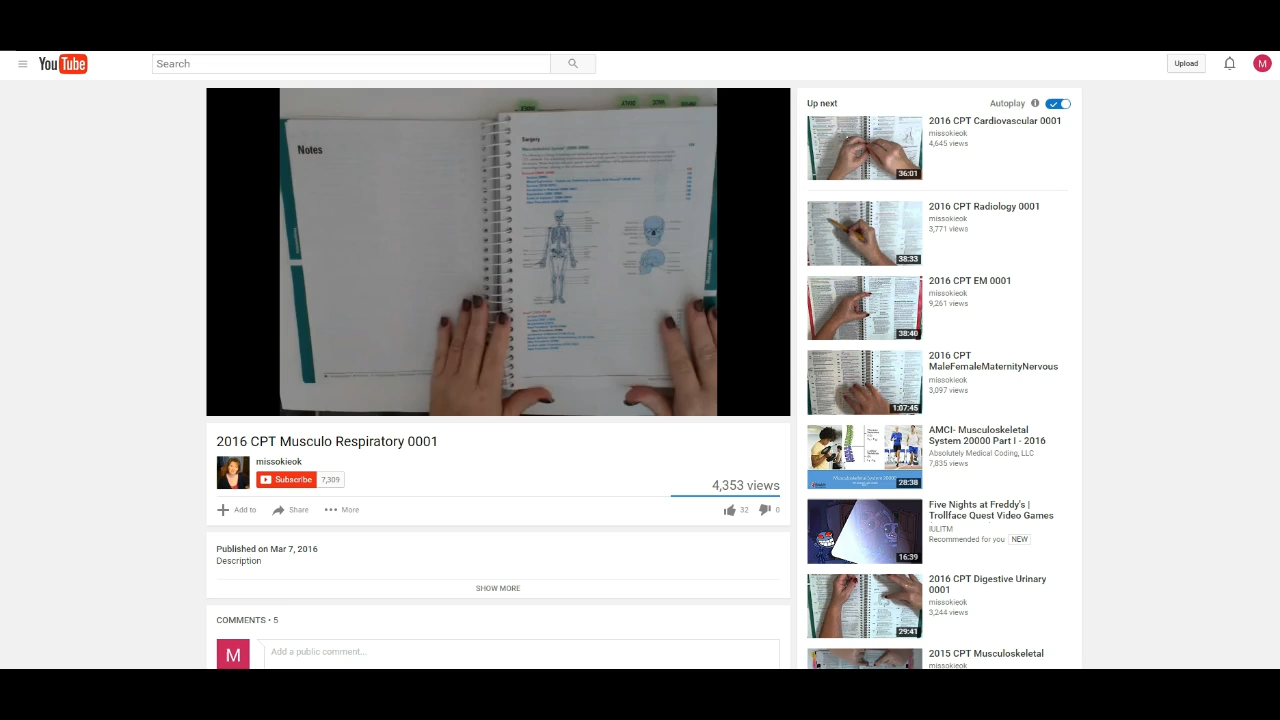 YouTube
Search
Upload
M
Notes
Surgery
2016 CPT Musculo Respiratory 0001
missokieok
Subscribe 7,309
4,353 views
Add to Share More 32 0
Published on Mar 7, 2016
Description
SHOW MORE
COMMENTS • 5
M
Add a public comment...
Up next
Autoplay
2016 CPT Cardiovascular 0001
missokieok
4,645 views
36:01
2016 CPT Radiology 0001
missokieok
3,771 views
38:33
2016 CPT EM 0001
missokieok
9,261 views
38:40
2016 CPT
MaleFemaleMaternityNervous
missokieok
3,097 views
1:07:45
AMCI- Musculoskeletal
System 20000 Part I - 2016
Absolutely Medical Coding, LLC
7,835 views
28:38
Five Nights at Freddy's |
Trollface Quest Video Games
IULITM
Recommended for you NEW
16:39
2016 CPT Digestive Urinary
0001
missokieok
3,244 views
29:41
2015 CPT Musculoskeletal
missokieok